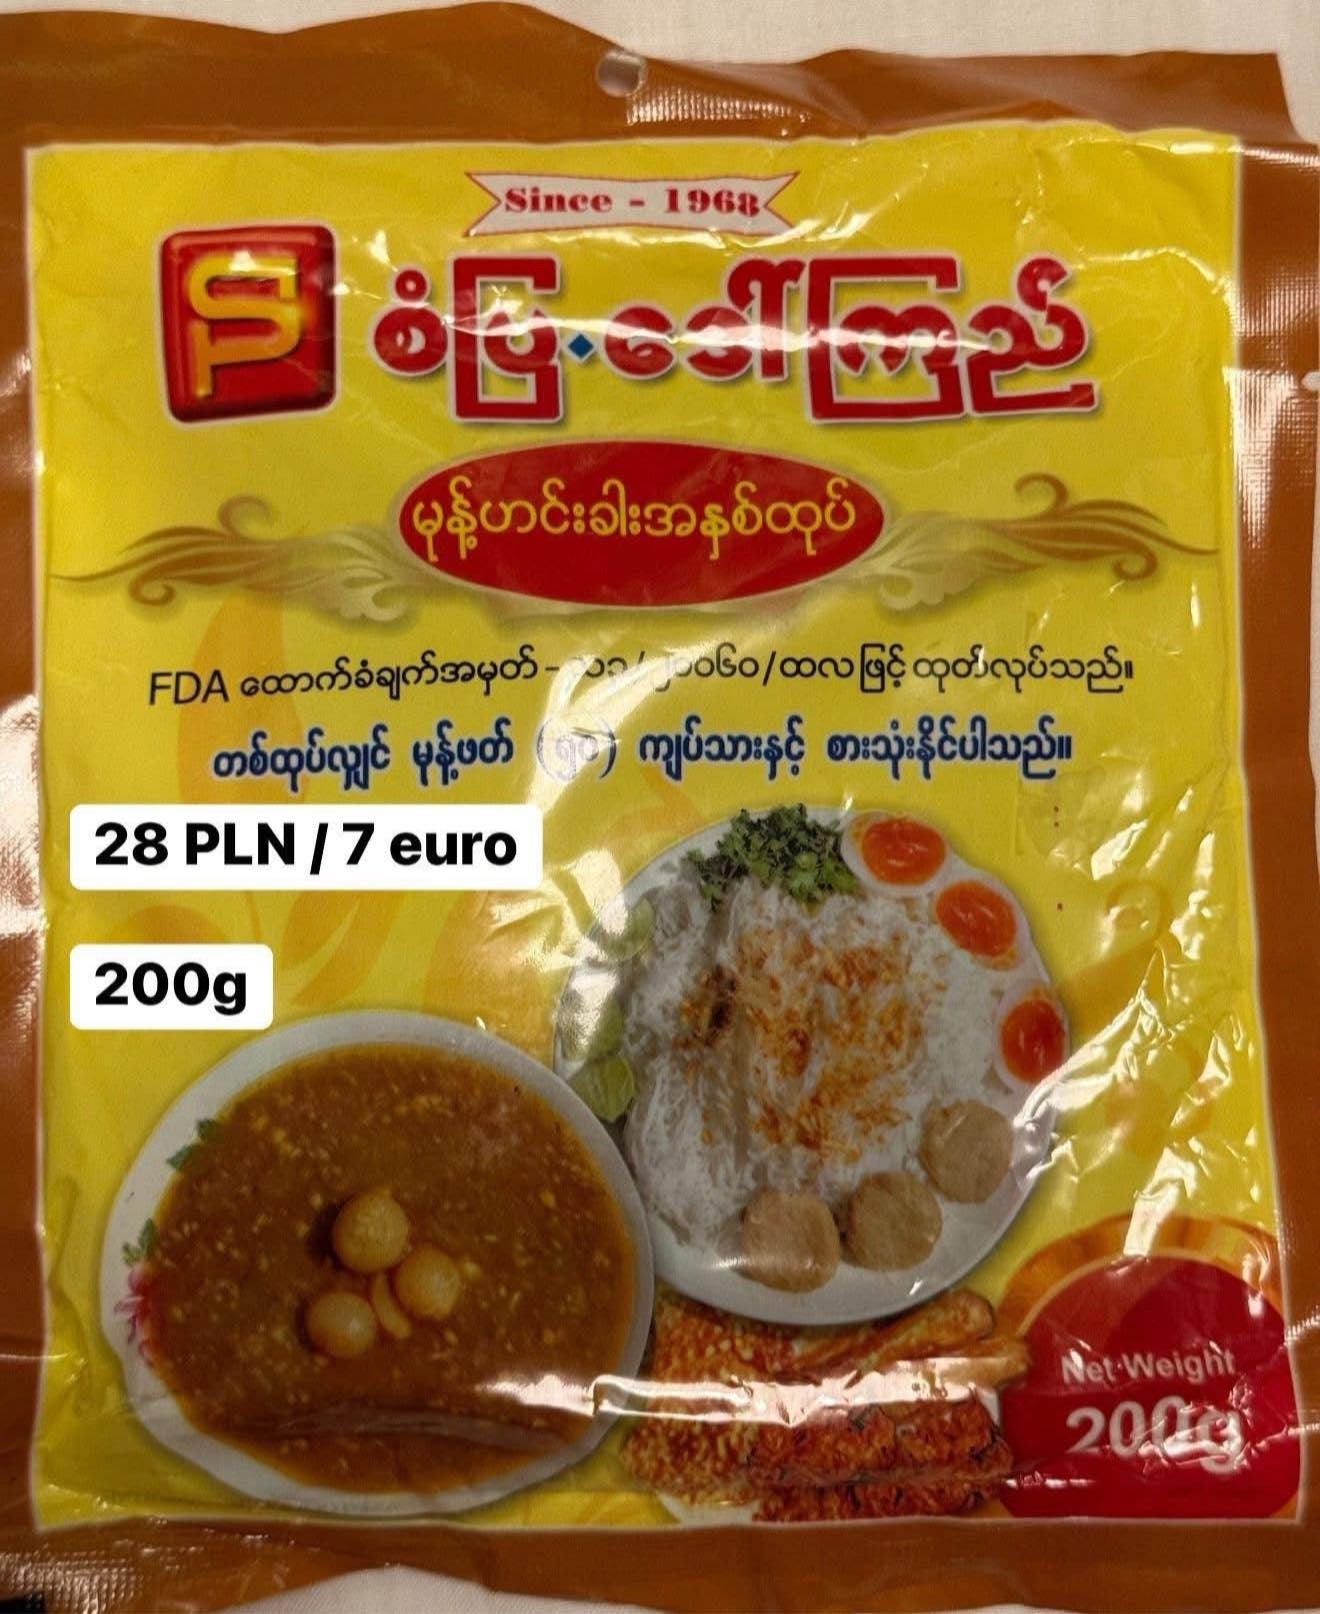 Since - 1968
စံပြ・ဒေါ်ကြည်
မုန့်ဟင်းခါးအနှစ်ထုပ်
FDA ထောက်ခံချက်အမှတ် - /ထလဖြင့် ထုတ်လုပ်သည်။
တစ်ထုပ်လျှင် မုန့်ဖတ် (၅၀) ကျပ်သားနှင့် စားသုံးနိုင်ပါသည်။
28 PLN / 7 euro
200g
Net Weight
200g